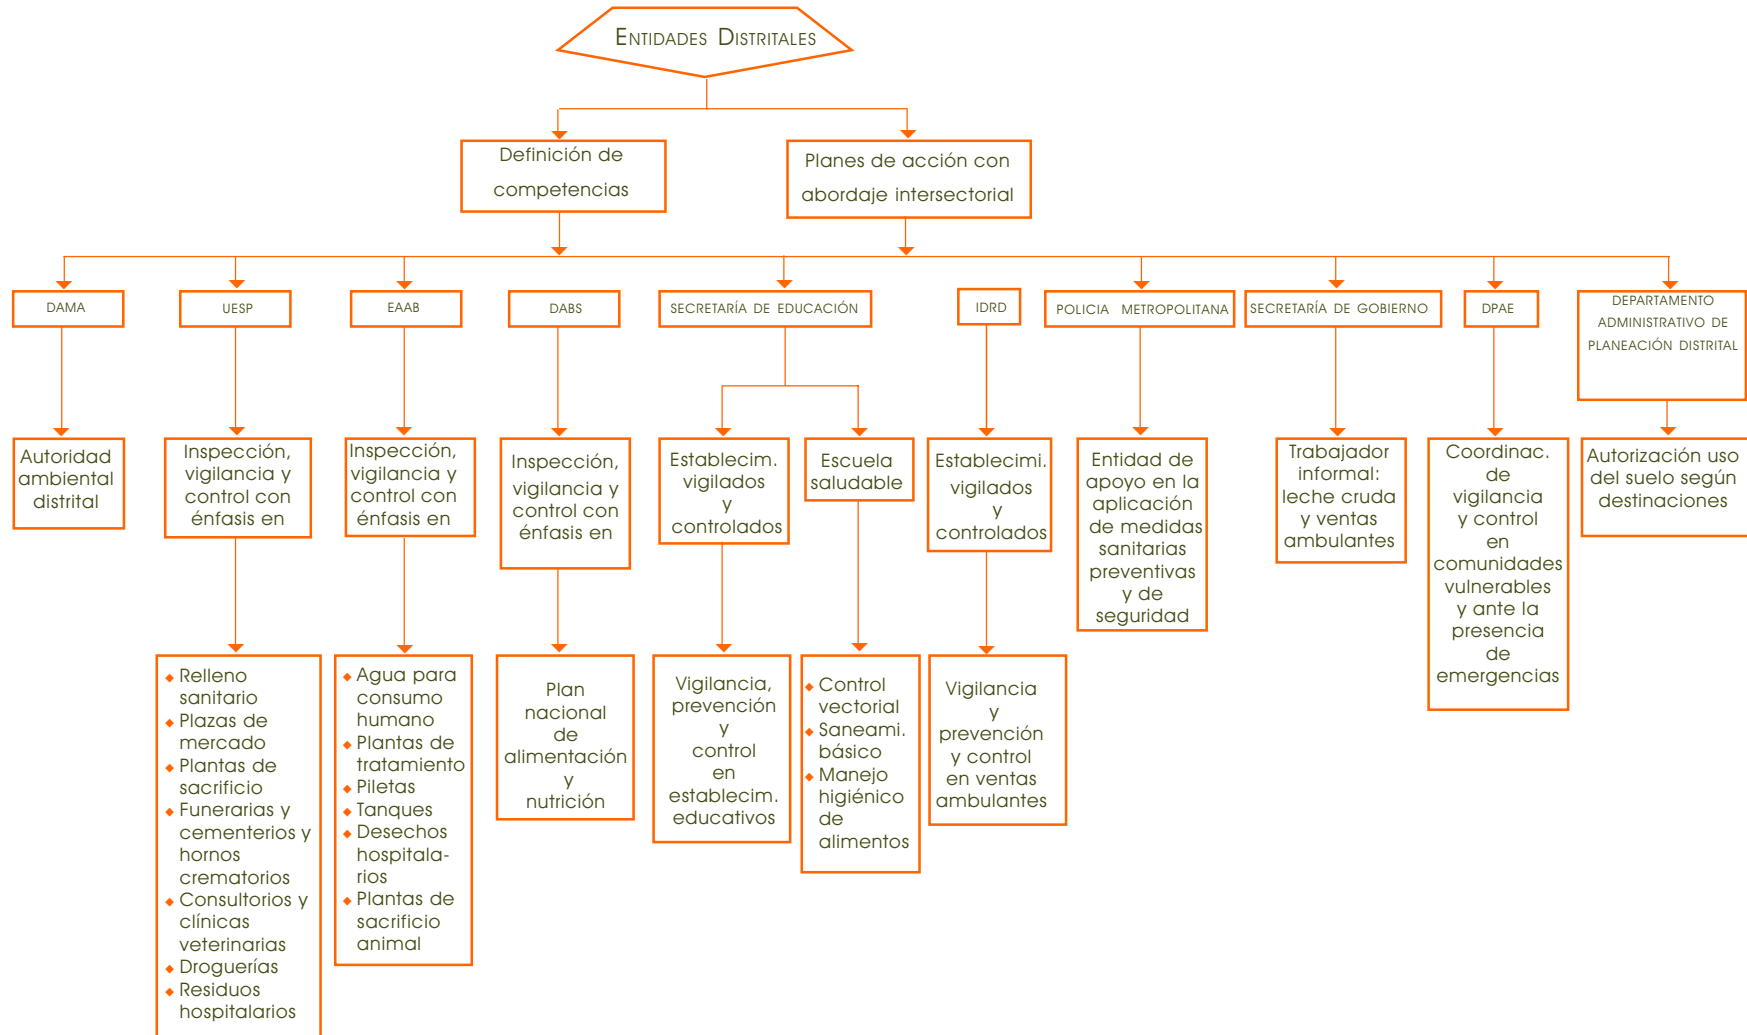 ENTIDADES DISTRITALES
Definición de
competencias
Planes de acción con
abordaje intersectorial
DAMA
UESP
EAAB
DABS
SECRETARÍA DE EDUCACIÓN
IDRD
POLICIA METROPOLITANA
SECRETARÍA DE GOBIERNO
DPAE
DEPARTAMENTO
ADMINISTRATIVO DE
PLANEACIÓN DISTRITAL
Autoridad
ambiental
distrital
Inspección,
vigilancia y
control con
énfasis en
Inspección,
vigilancia y
control con
énfasis en
Inspección,
vigilancia y
control con
énfasis en
Establecim.
vigilados
y
controlados
Escuela
saludable
Establecimi.
vigilados
y
controlados
Entidad de
apoyo en la
aplicación
de medidas
sanitarias
preventivas
y de
seguridad
Trabajador
informal:
leche cruda
y ventas
ambulantes
Coordinac.
de
vigilancia
y control
en
comunidades
vulnerables
y ante la
presencia
de
emergencias
Autorización uso
del suelo según
destinaciones
◆ Relleno
sanitario
◆ Plazas de
mercado
◆ Plantas de
sacrificio
◆ Funerarias y
cementerios y
hornos
crematorios
◆ Consultorios y
clínicas
veterinarias
◆ Droguerías
◆ Residuos
hospitalarios
◆ Agua para
consumo
humano
◆ Plantas de
tratamiento
◆ Piletas
◆ Tanques
◆ Desechos
hospitala-
rios
◆ Plantas de
sacrificio
animal
Plan
nacional
de
alimentación
y
nutrición
Vigilancia,
prevención
y
control
en
establecim.
educativos
◆ Control
vectorial
◆ Saneami.
básico
◆ Manejo
higiénico
de
alimentos
Vigilancia
y
prevención
y control
en ventas
ambulantes